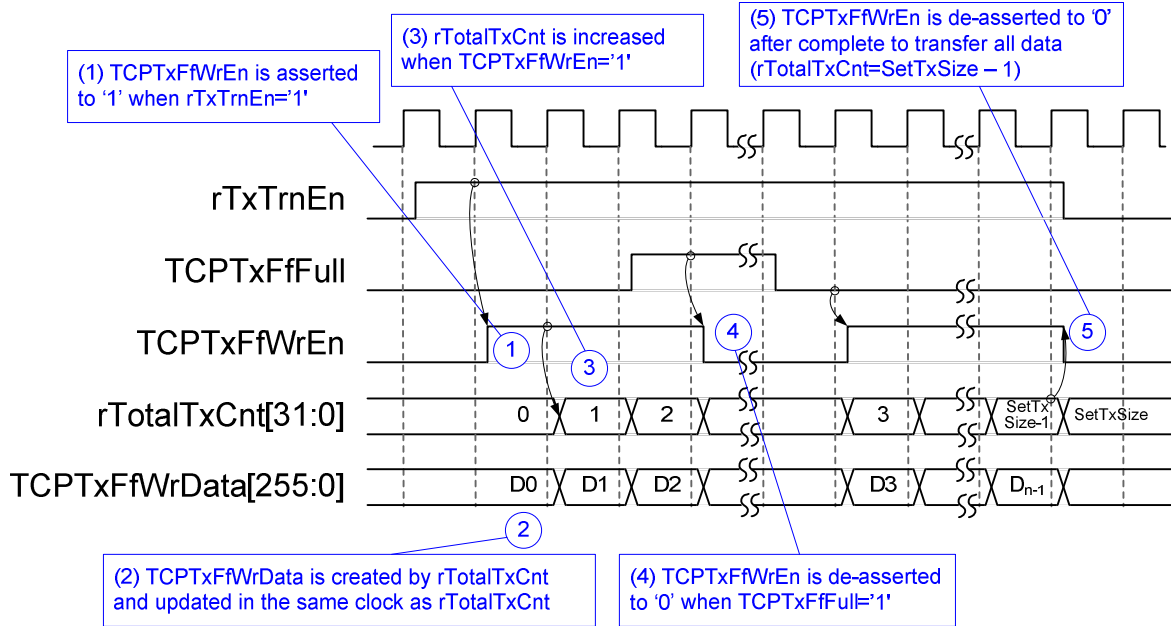 (5) TCPTxFfWrEn is de-asserted to ‘0’
after complete to transfer all data
(rTotalTxCnt=SetTxSize – 1)
(3) rTotalTxCnt is increased
when TCPTxFfWrEn=’1’
(1) TCPTxFfWrEn is asserted
to ‘1’ when rTxTrnEn=’1’
rTxTrnEn
TCPTxFfFull
TCPTxFfWrEn
1
3
4
5
rTotalTxCnt[31:0]
0
1
2
3
SetTx
Size-1
SetTxSize
TCPTxFfWrData[255:0]
D0
D1
D2
D3
Dn-1
2
(2) TCPTxFfWrData is created by rTotalTxCnt
and updated in the same clock as rTotalTxCnt
(4) TCPTxFfWrEn is de-asserted
to ‘0’ when TCPTxFfFull=’1’